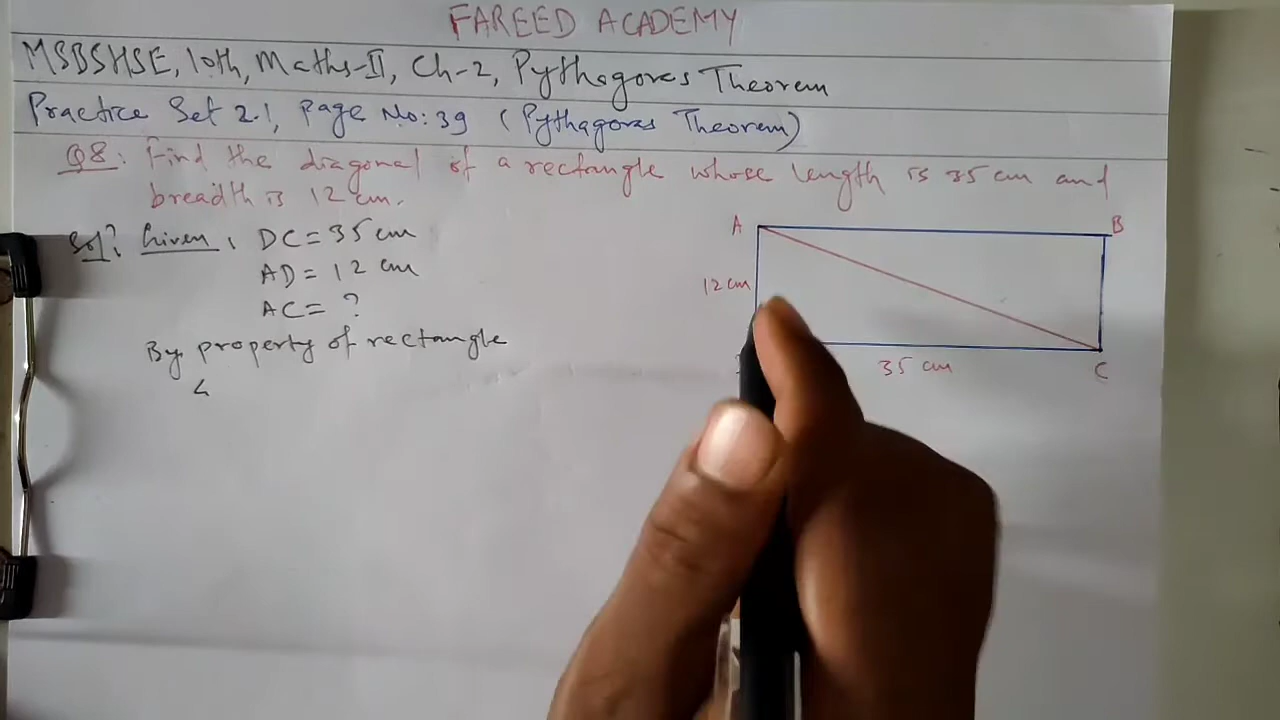 FAREED ACADEMY
MSBSHSE, 10th, Maths-II, Ch-2, Pythagoras Theorem
Practice Set 2.1, Page No: 39 (Pythagoras Theorem)
Q8: Find the diagonal of a rectangle whose length is 35 cm and
breadth is 12 cm.
Sol? Given, DC = 35 cm
AD = 12 cm
AC = ?
By property of rectangle
<
A
B
12 cm
35 cm
C